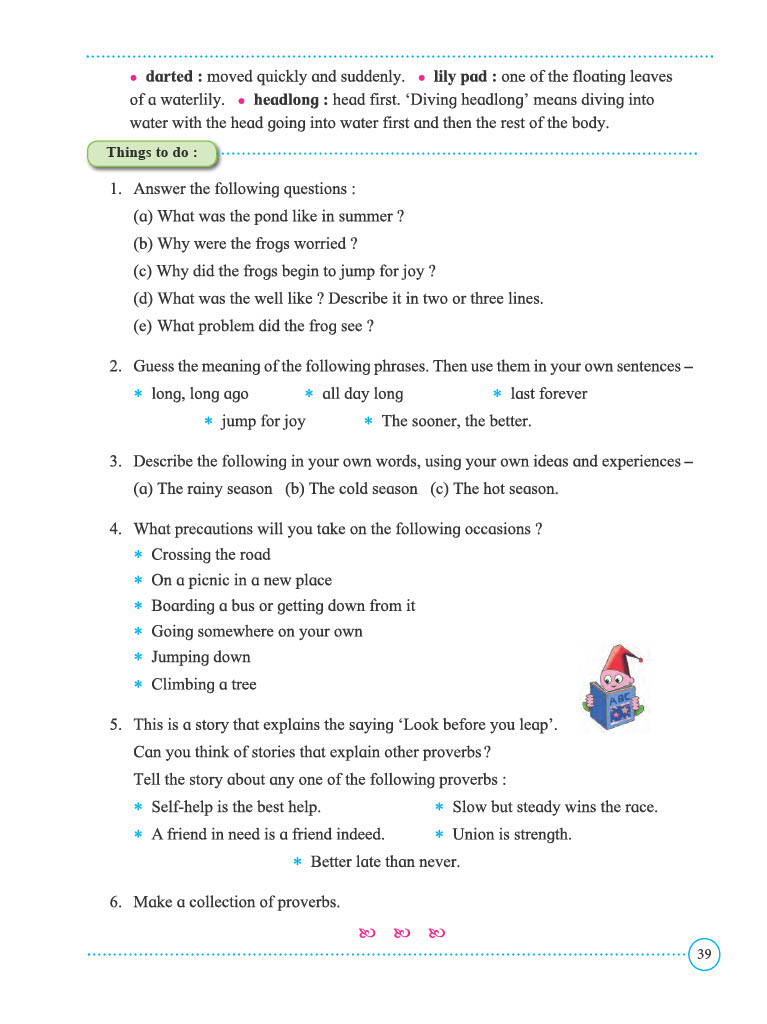 • darted : moved quickly and suddenly. • lily pad : one of the floating leaves
of a waterlily. • headlong : head first. ‘Diving headlong’ means diving into
water with the head going into water first and then the rest of the body.
Things to do :
1. Answer the following questions :
(a) What was the pond like in summer ?
(b) Why were the frogs worried ?
(c) Why did the frogs begin to jump for joy ?
(d) What was the well like ? Describe it in two or three lines.
(e) What problem did the frog see ?
2. Guess the meaning of the following phrases. Then use them in your own sentences –
* long, long ago * all day long * last forever
* jump for joy * The sooner, the better.
3. Describe the following in your own words, using your own ideas and experiences –
(a) The rainy season (b) The cold season (c) The hot season.
4. What precautions will you take on the following occasions ?
* Crossing the road
* On a picnic in a new place
* Boarding a bus or getting down from it
* Going somewhere on your own
* Jumping down
* Climbing a tree
ABC
5. This is a story that explains the saying ‘Look before you leap’.
Can you think of stories that explain other proverbs ?
Tell the story about any one of the following proverbs :
* Self-help is the best help. * Slow but steady wins the race.
* A friend in need is a friend indeed. * Union is strength.
* Better late than never.
6. Make a collection of proverbs.
39